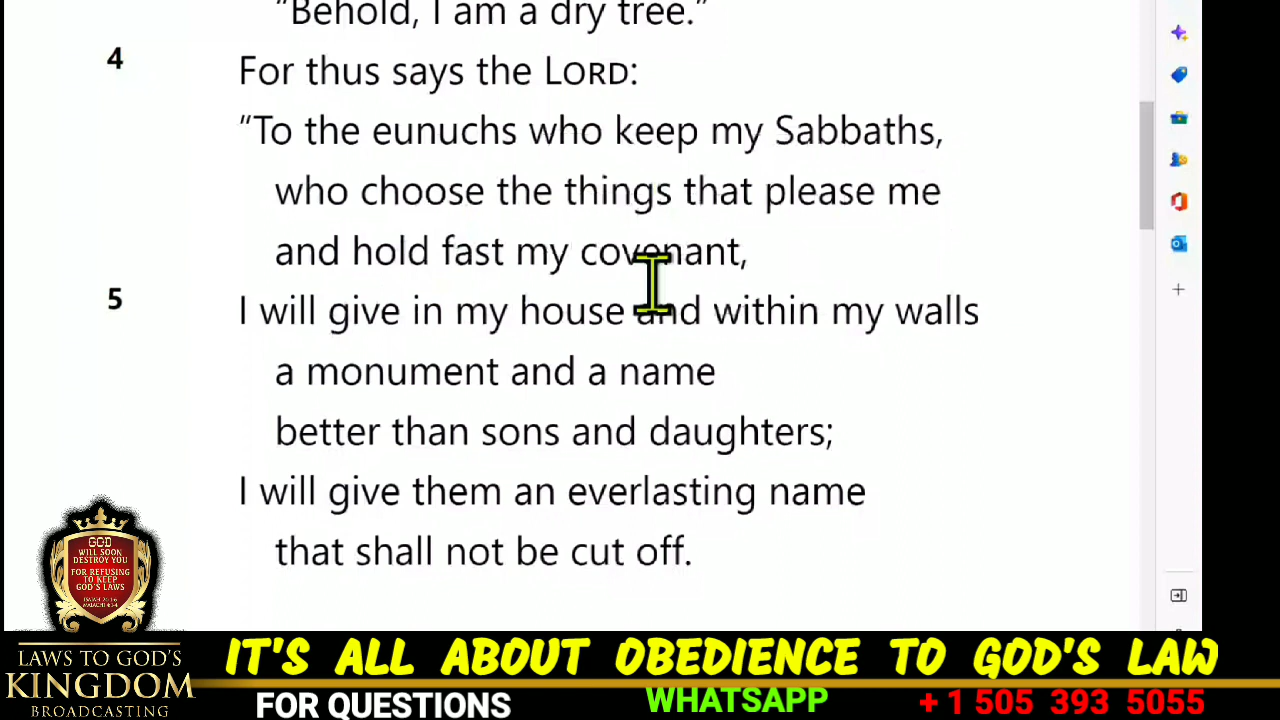 "Behold, I am a dry tree."
4
For thus says the LORD:
"To the eunuchs who keep my Sabbaths,
who choose the things that please me
and hold fast my covenant,
5
I will give in my house and within my walls
a monument and a name
better than sons and daughters;
I will give them an everlasting name
that shall not be cut off.
GOD
WILL SOON
DESTROY YOU
FOR REFUSING
TO KEEP
GOD'S LAWS
ISAIAH 24:1-6
LAWS TO GOD'S
KINGDOM
BROADCASTING
IT'S ALL ABOUT OBEDIENCE TO GOD'S LAW
FOR QUESTIONS WHATSAPP + 1 505 393 5055